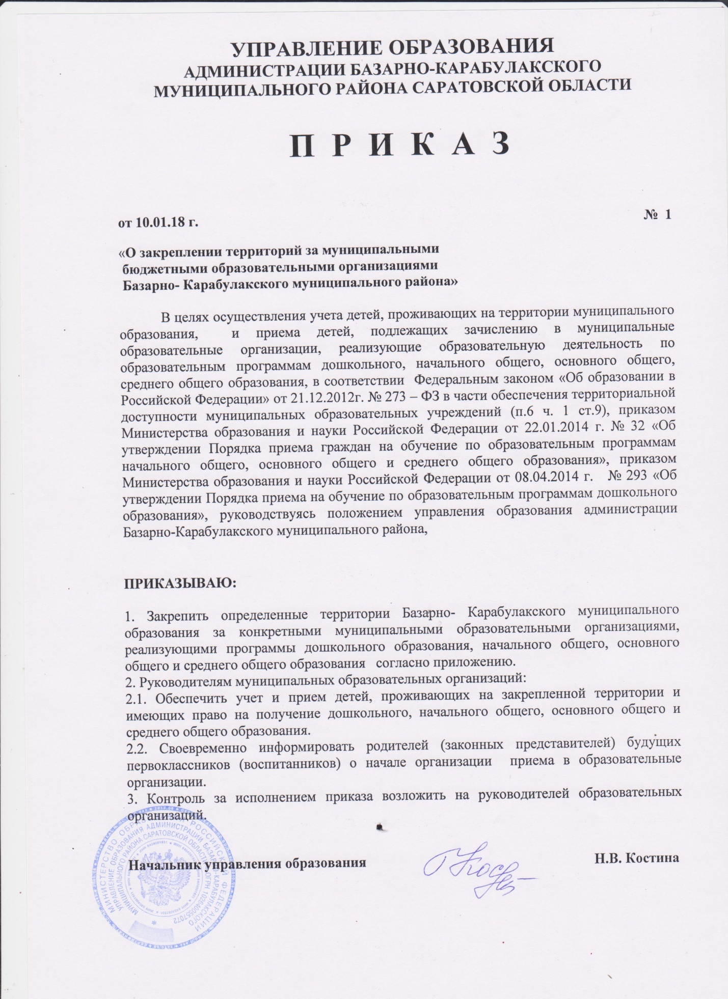 УПРАВЛЕНИЕ ОБРАЗОВАНИЯ
АДМИНИСТРАЦИИ БАЗАРНО-КАРАБУЛАКСКОГО
МУНИЦИПАЛЬНОГО РАЙОНА САРАТОВСКОЙ ОБЛАСТИ
П Р И К А З
от 10.01.18 г. № 1
«О закреплении территорий за муниципальными
бюджетными образовательными организациями
Базарно- Карабулакского муниципального района»
В целях осуществления учета детей, проживающих на территории муниципального
образования, и приема детей, подлежащих зачислению в муниципальные
образовательные организации, реализующие образовательную деятельность по
образовательным программам дошкольного, начального общего, основного общего,
среднего общего образования, в соответствии Федеральным законом «Об образовании в
Российской Федерации» от 21.12.2012г. № 273 – ФЗ в части обеспечения территориальной
доступности муниципальных образовательных учреждений (п.6 ч. 1 ст.9), приказом
Министерства образования и науки Российской Федерации от 22.01.2014 г. № 32 «Об
утверждении Порядка приема граждан на обучение по образовательным программам
начального общего, основного общего и среднего общего образования», приказом
Министерства образования и науки Российской Федерации от 08.04.2014 г. № 293 «Об
утверждении Порядка приема на обучение по образовательным программам дошкольного
образования», руководствуясь положением управления образования администрации
Базарно-Карабулакского муниципального района,
ПРИКАЗЫВАЮ:
1. Закрепить определенные территории Базарно- Карабулакского муниципального
образования за конкретными муниципальными образовательными организациями,
реализующими программы дошкольного образования, начального общего, основного
общего и среднего общего образования согласно приложению.
2. Руководителям муниципальных образовательных организаций:
2.1. Обеспечить учет и прием детей, проживающих на закрепленной территории и
имеющих право на получение дошкольного, начального общего, основного общего и
среднего общего образования.
2.2. Своевременно информировать родителей (законных представителей) будущих
первоклассников (воспитанников) о начале организации приема в образовательные
организации.
3. Контроль за исполнением приказа возложить на руководителей образовательных
организаций.
Начальник управления образования Н.В. Костина
МИНИСТЕРСТВО ОБРАЗОВАНИЯ РОССИЙСКОЙ ФЕДЕРАЦИИ
УПРАВЛЕНИЕ ОБРАЗОВАНИЯ АДМИНИСТРАЦИИ БАЗАРНО-КАРАБУЛАКСКОГО
МУНИЦИПАЛЬНОГО РАЙОНА САРАТОВСКОЙ ОБЛАСТИ ОГРН 1026400557072